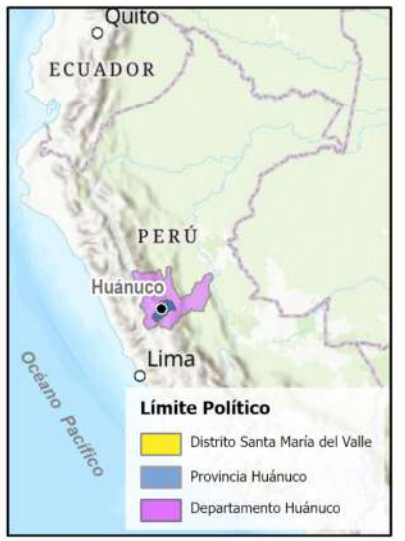 Quito
ECUADOR
PERÚ
Huánuco
Lima
Océano Pacífico
Límite Político
Distrito Santa María del Valle
Provincia Huánuco
Departamento Huánuco